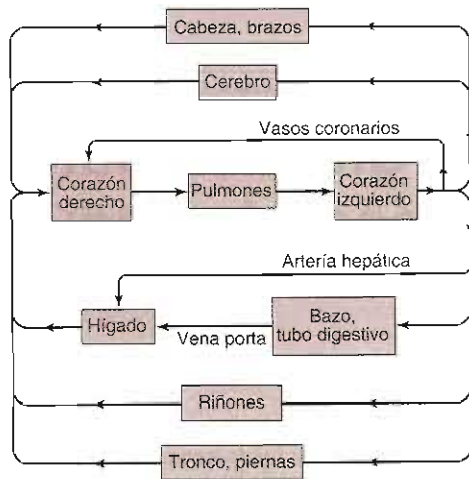 Cabeza, brazos
Cerebro
Vasos coronarios
Corazón
derecho
Pulmones
Corazón
izquierdo
Artería hepática
Hígado
Vena porta
Bazo,
tubo digestivo
Riñones
Tronco, piernas